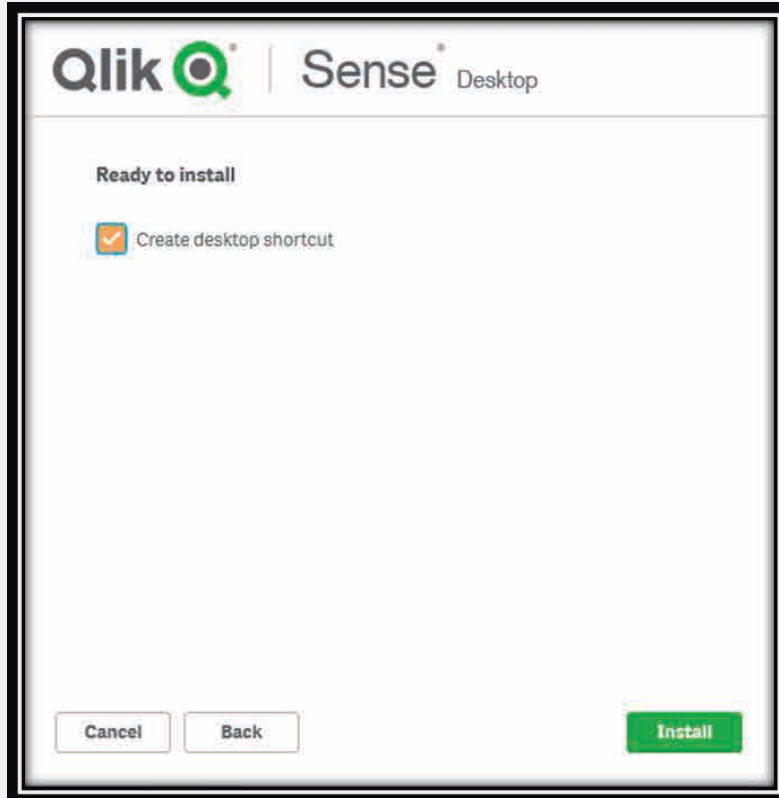 Qlik Sense Desktop
Ready to install
Create desktop shortcut
Cancel Back Install